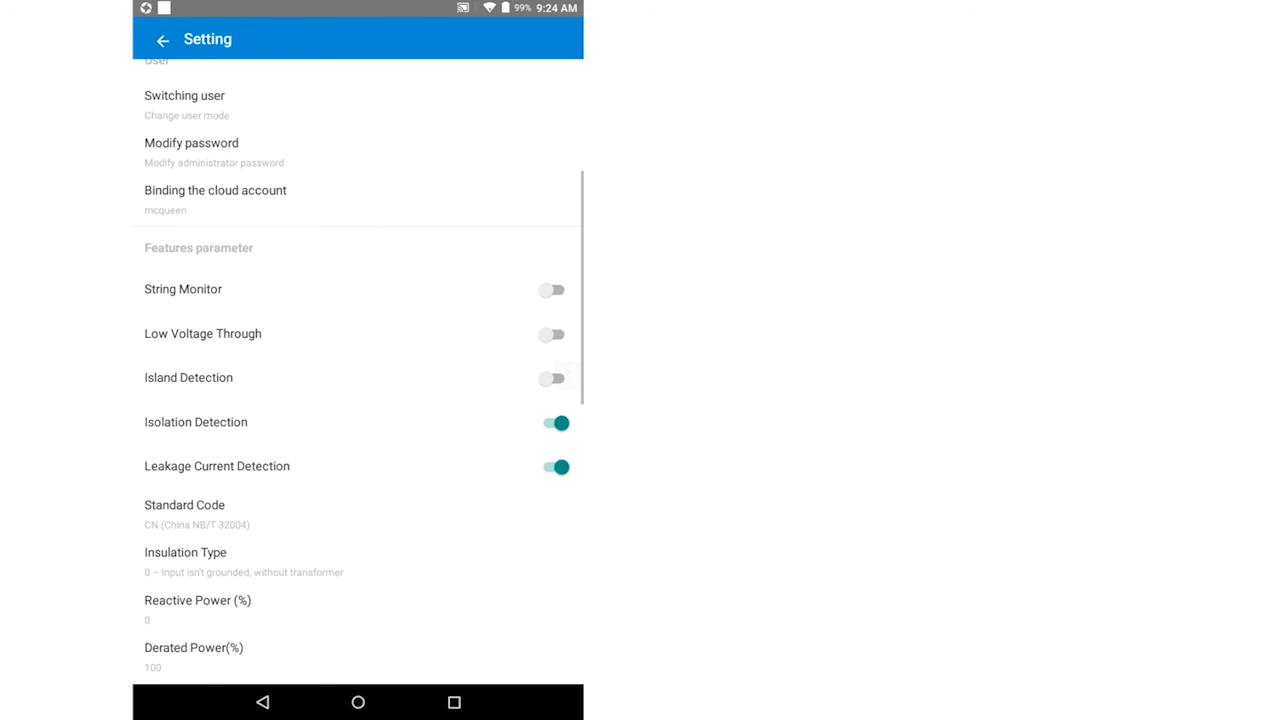 99% 9:24 AM
Setting
User
Switching user
Change user mode
Modify password
Modify administrator password
Binding the cloud account
mcqueen
Features parameter
String Monitor
Low Voltage Through
Island Detection
Isolation Detection
Leakage Current Detection
Standard Code
CN (China NB/T 32004)
Insulation Type
0 – Input isn't grounded, without transformer
Reactive Power (%)
0
Derated Power(%)
100